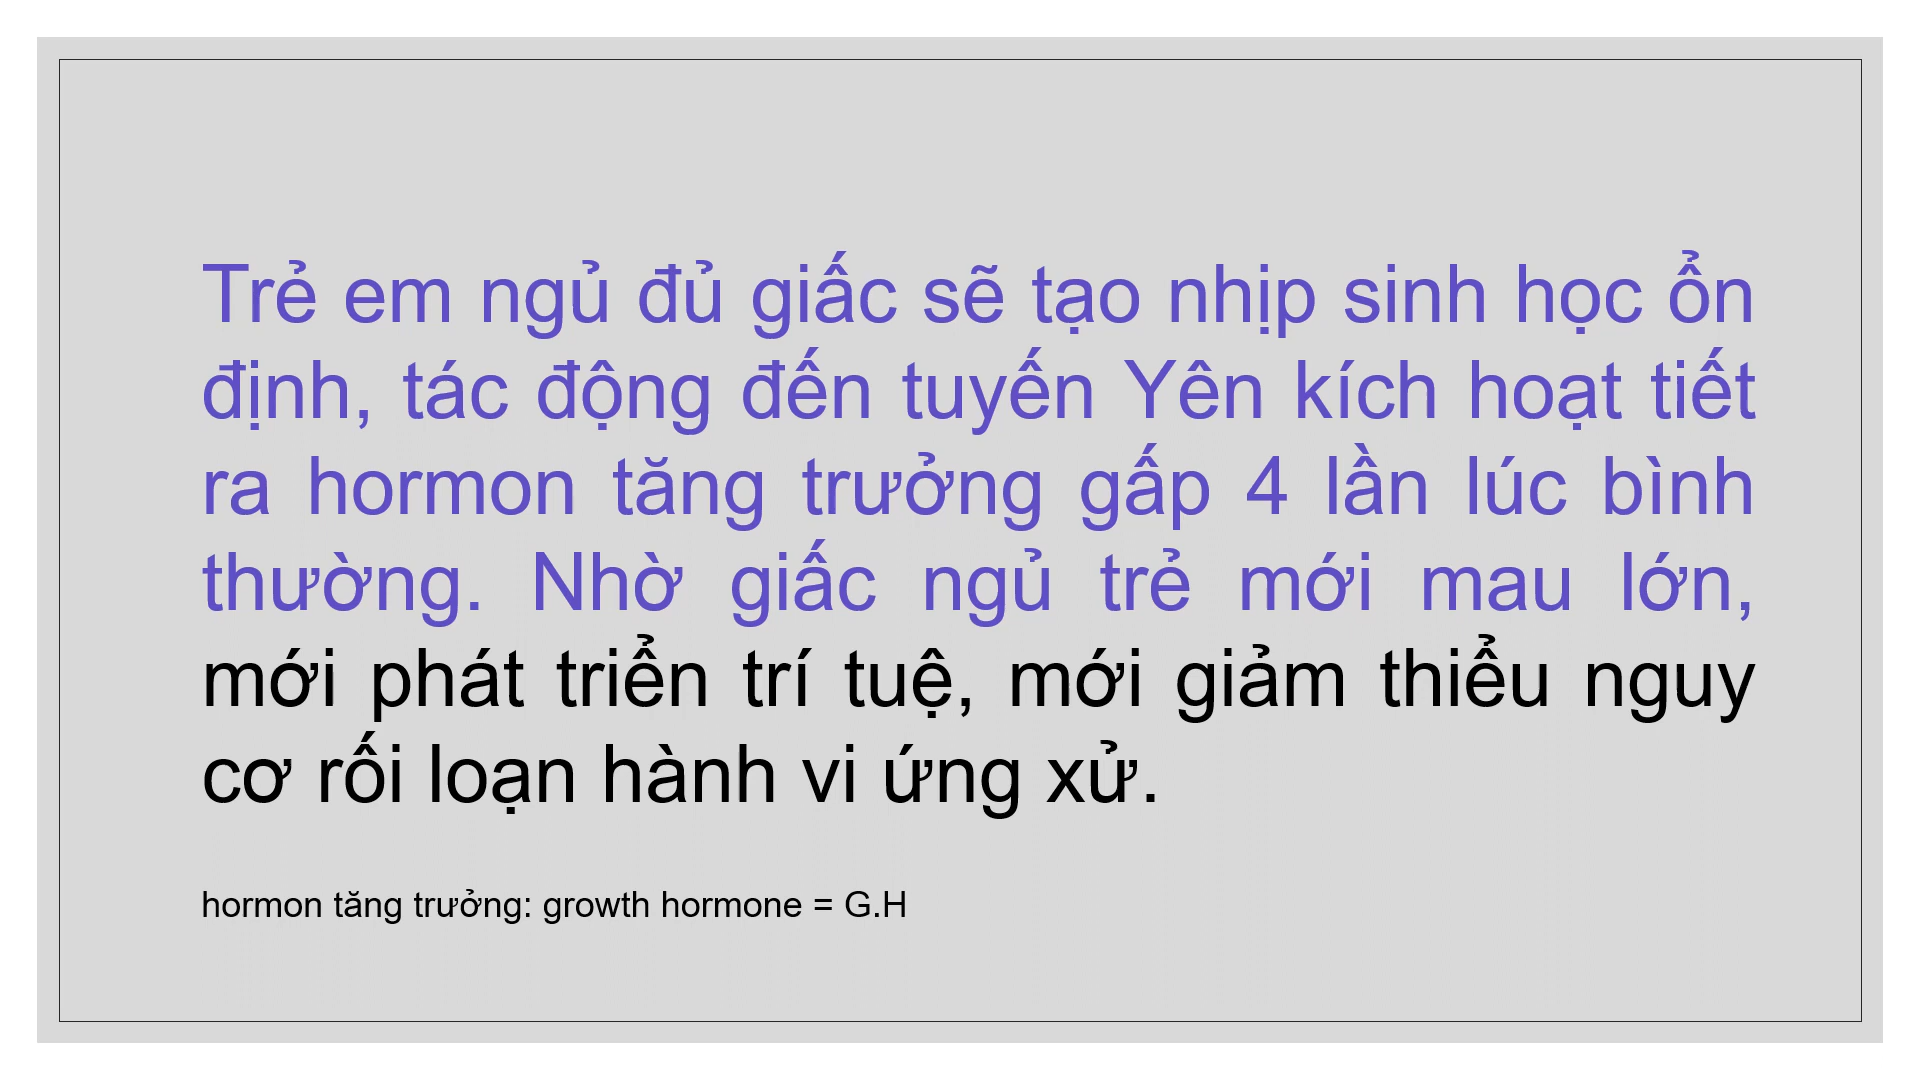 Trẻ em ngủ đủ giấc sẽ tạo nhịp sinh học ổn
định, tác động đến tuyến Yên kích hoạt tiết
ra hormon tăng trưởng gấp 4 lần lúc bình
thường. Nhờ giấc ngủ trẻ mới mau lớn,
mới phát triển trí tuệ, mới giảm thiểu nguy
cơ rối loạn hành vi ứng xử.
hormon tăng trưởng: growth hormone = G.H